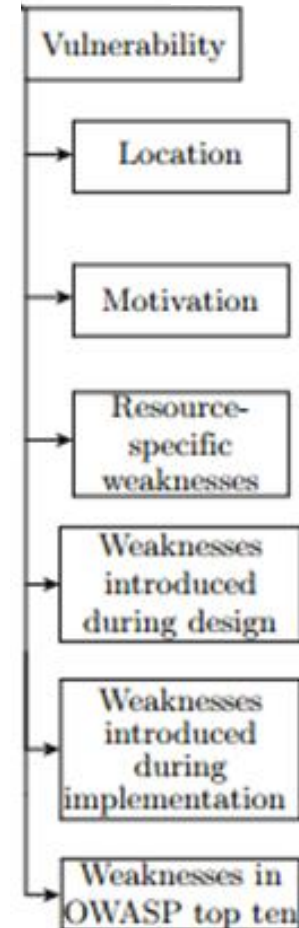 Vulnerability
Location
Motivation
Resource-
specific
weaknesses
Weaknesses
introduced
during design
Weaknesses
introduced
during
implementation
Weaknesses in
OWASP top ten